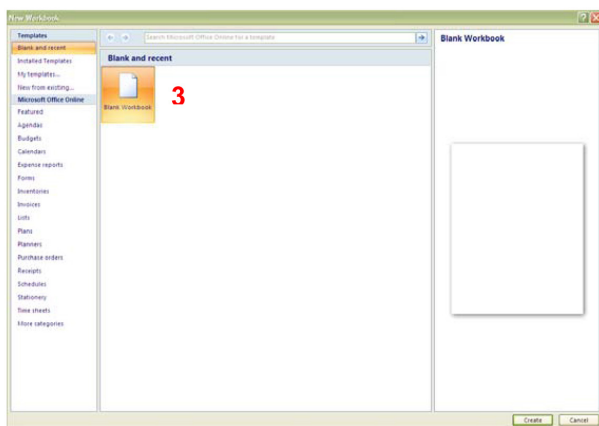 New Workbook
Templates
Blank and recent
Installed Templates
My templates...
New from existing...
Microsoft Office Online
Featured
Agendas
Budgets
Calendars
Expense reports
Forms
Inventories
Invoices
Lists
Plans
Planners
Purchase orders
Receipts
Schedules
Stationery
Time sheets
More categories
Search Microsoft Office Online for a template
Blank and recent
Blank Workbook
3
Blank Workbook
Create
Cancel